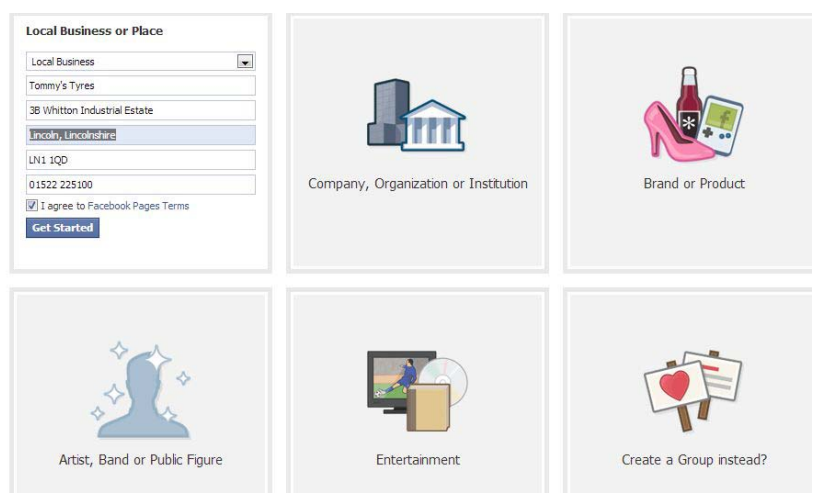 Local Business or Place
Local Business
Tommy's Tyres
3B Whitton Industrial Estate
Lincoln, Lincolnshire
LN1 1QD
01522 225100
I agree to Facebook Pages Terms
Get Started
Company, Organization or Institution
Brand or Product
Artist, Band or Public Figure
Entertainment
Create a Group instead?